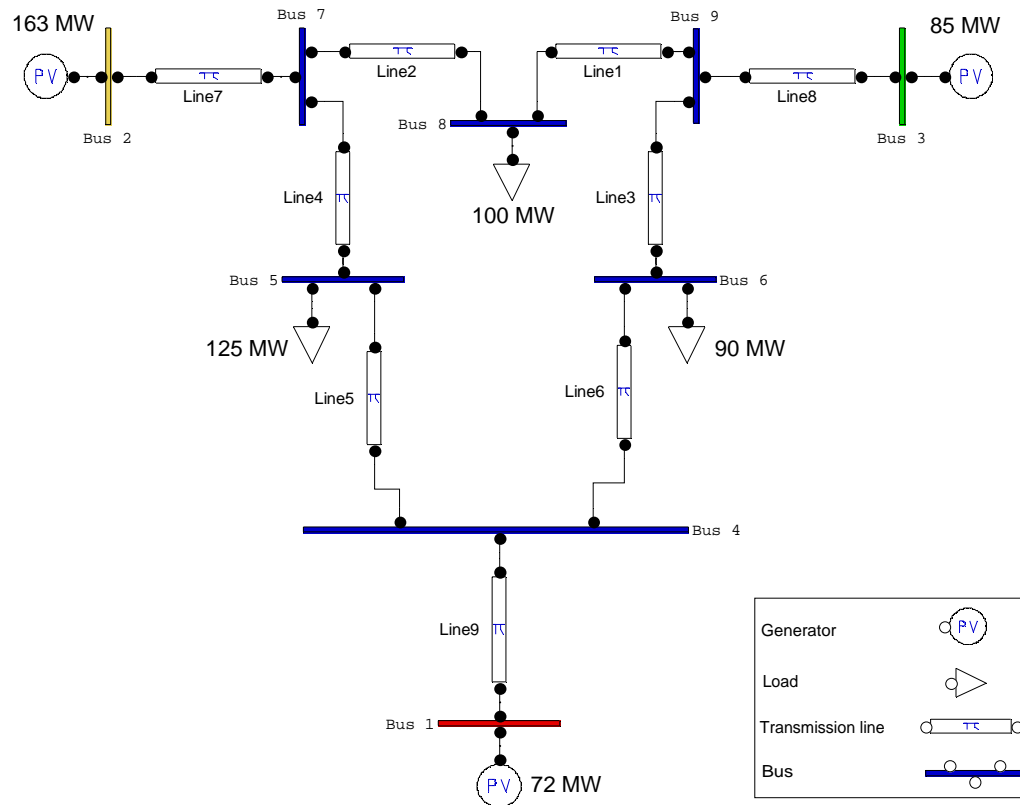 163 MW
Bus 7
Bus 9
85 MW
PV
π
Line7
π
Line2
π
Line1
π
Line8
PV
Bus 2
Bus 8
Bus 3
Line4
π
100 MW
Line3
π
Bus 5
Bus 6
125 MW
90 MW
Line5
π
Line6
π
Bus 4
Line9
π
Bus 1
PV
72 MW
Generator
PV
Load
Transmission line
π
Bus